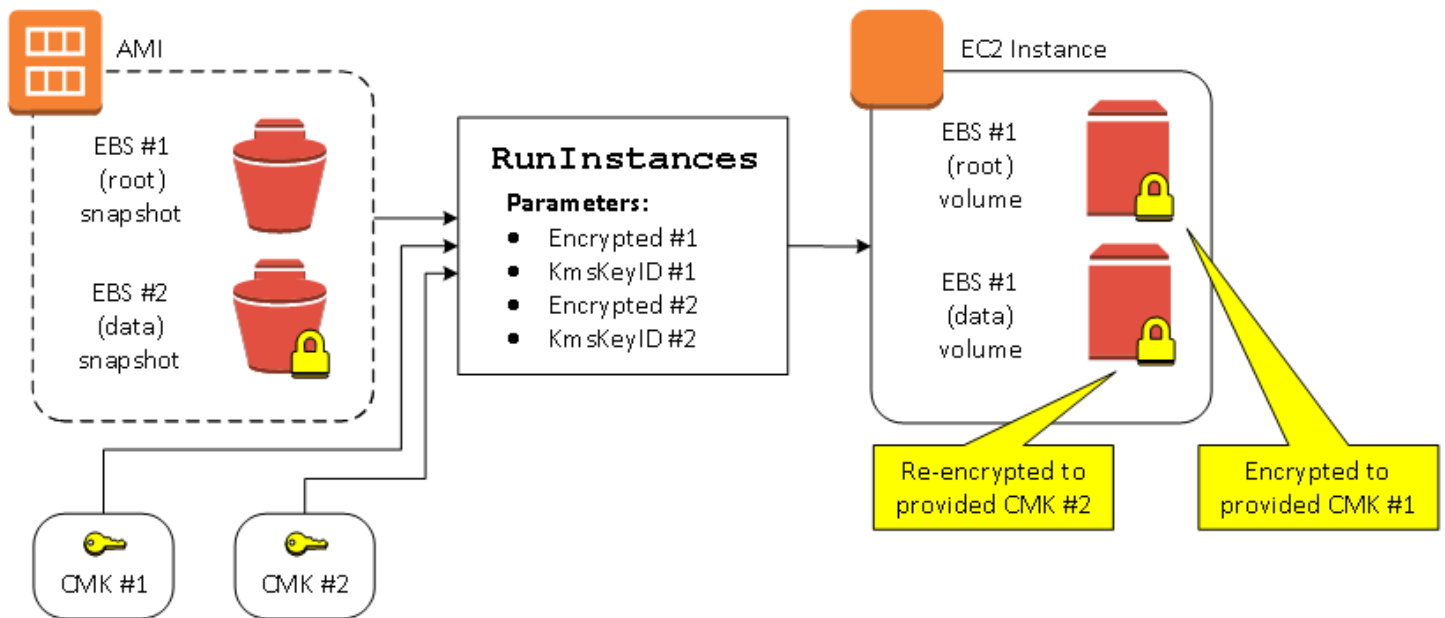 AMI
EBS #1
(root)
snapshot
EBS #2
(data)
snapshot
CMK #1
CMK #2
RunInstances
Parameters:
• Encrypted #1
• KmsKeyID #1
• Encrypted #2
• KmsKeyID #2
EC2 Instance
EBS #1
(root)
volume
EBS #1
(data)
volume
Re-encrypted to
provided CMK #2
Encrypted to
provided CMK #1